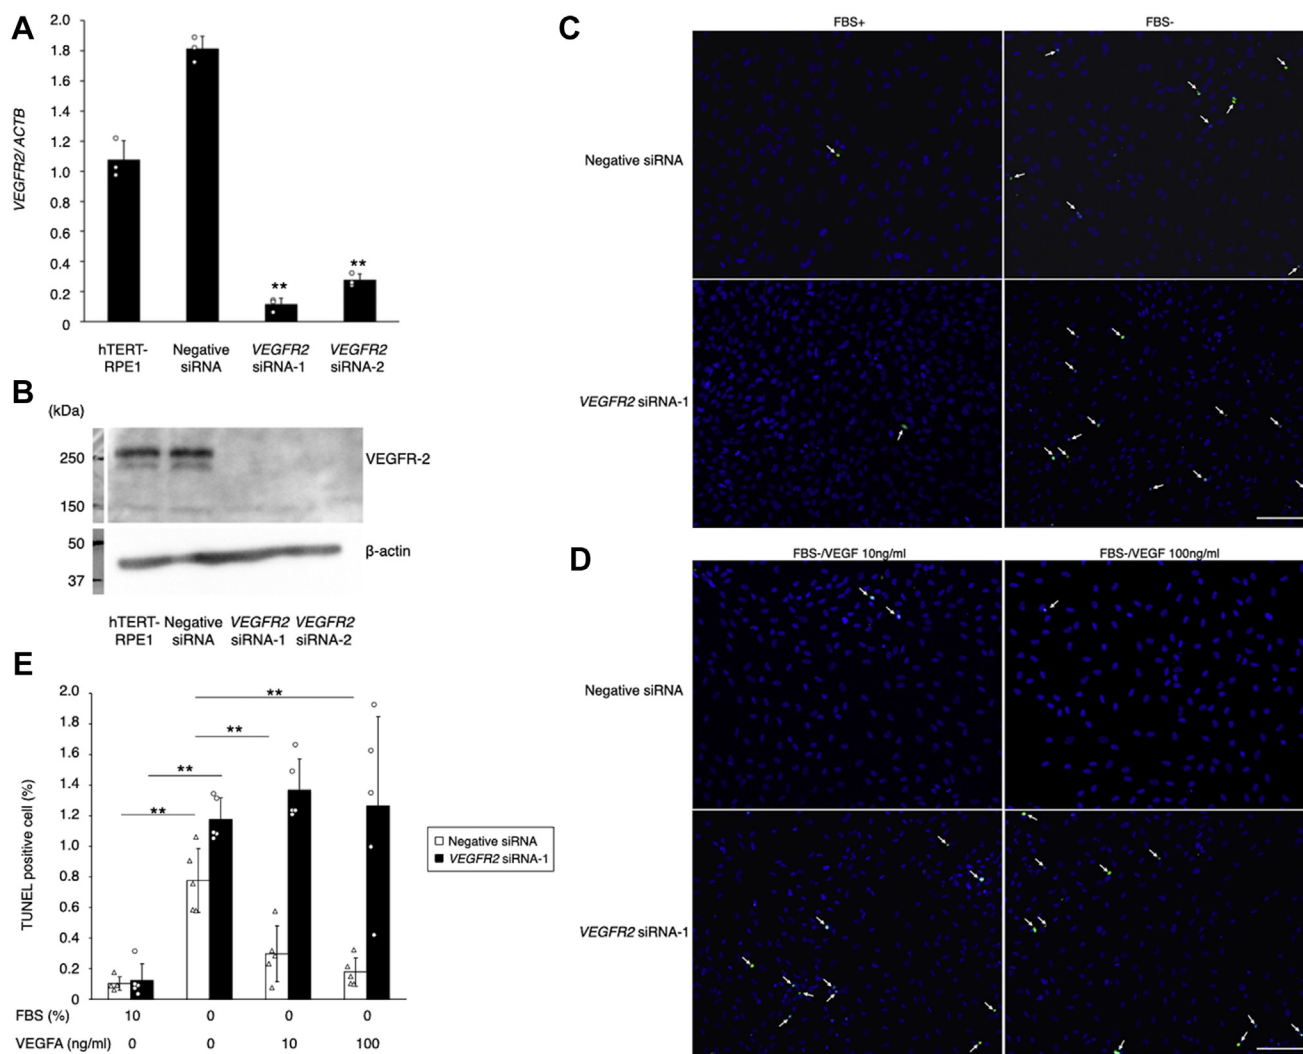 A
2.0
1.8
1.6
1.4
1.2
1.0
0.8
0.6
0.4
0.2
0
VEGFR2/ ACTB
**
**
hTERT-
RPE1
Negative
siRNA
VEGFR2
siRNA-1
VEGFR2
siRNA-2
B
(kDa)
250
150
50
37
VEGFR-2
β-actin
hTERT-
RPE1
Negative
siRNA
VEGFR2
siRNA-1
VEGFR2
siRNA-2
C
FBS+
FBS-
Negative siRNA
VEGFR2 siRNA-1
D
FBS-/VEGF 10ng/ml
FBS-/VEGF 100ng/ml
Negative siRNA
VEGFR2 siRNA-1
E
2.0
1.8
1.6
1.4
1.2
1.0
0.8
0.6
0.4
0.2
0
TUNEL positive cell (%)
**
**
**
**
Negative siRNA
VEGFR2 siRNA-1
FBS (%) 10 0 0 0
VEGFA (ng/ml) 0 0 10 100